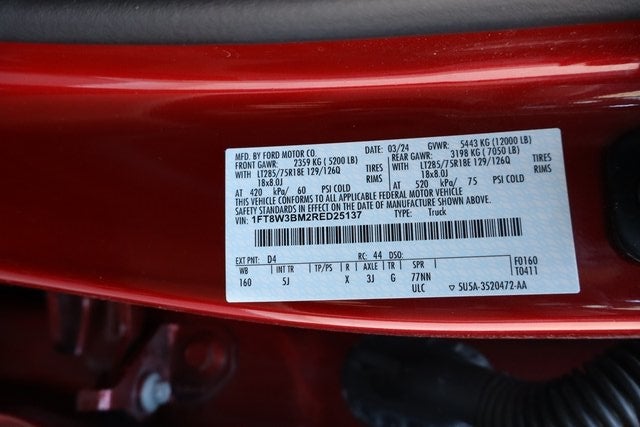 MFD. BY FORD MOTOR CO. DATE: 03/24 GVWR: 5443 KG (12000 LB)
FRONT GAWR: 2359 KG (5200 LB) REAR GAWR: 3198 KG (7050 LB)
LT285/75R18E 129/126Q TIRES LT285/75R18E 129/126Q TIRES
18x8.0J RIMS 18x8.0J RIMS
AT 420 kPa/ 60 PSI COLD AT 520 kPa/ 75 PSI COLD
THIS VEHICLE CONFORMS TO ALL APPLICABLE FEDERAL MOTOR VEHICLE
SAFETY STANDARDS IN EFFECT ON THE DATE OF MANUFACTURE SHOWN ABOVE.
VIN: 1FT8W3BM2RED25137 TYPE: Truck
EXT PNT: D4 RC: 44 DSO: F0160
WB INT TR TP/PS R AXLE TR SPR T0411
160 5J X 3J G 77NN
ULC ▽ 5U5A-3520472-AA